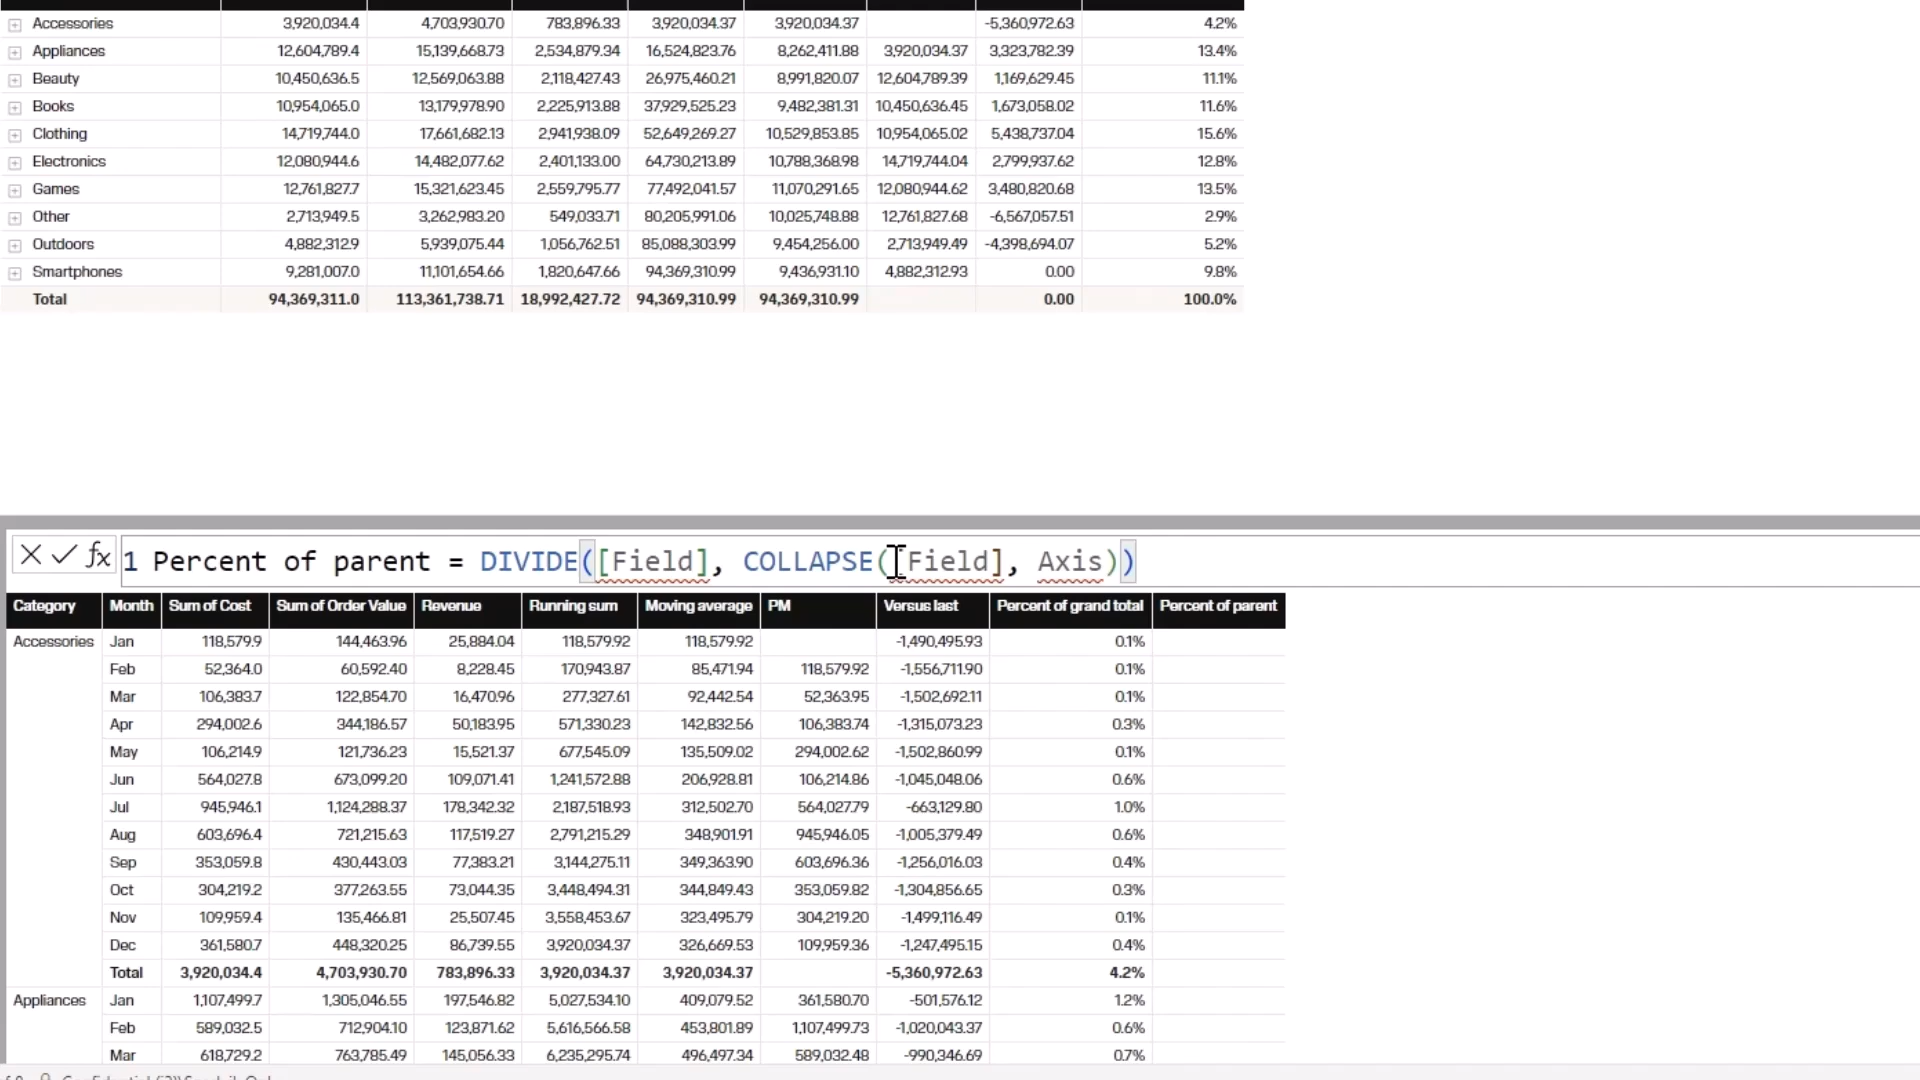 Accessories 3,920,034.4 4,703,930.70 783,896.33 3,920,034.37 3,920,034.37 -5,360,972.63 4.2%
Appliances 12,604,789.4 15,139,668.73 2,534,879.34 16,524,823.76 8,262,411.88 3,920,034.37 3,323,782.39 13.4%
Beauty 10,450,636.5 12,569,063.88 2,118,427.43 26,975,460.21 8,991,820.07 12,604,789.39 1,169,629.45 11.1%
Books 10,954,065.0 13,179,978.90 2,225,913.88 37,929,525.23 9,482,381.31 10,450,636.45 1,673,058.02 11.6%
Clothing 14,719,744.0 17,661,682.13 2,941,938.09 52,649,269.27 10,529,853.85 10,954,065.02 5,438,737.04 15.6%
Electronics 12,080,944.6 14,482,077.62 2,401,133.00 64,730,213.89 10,788,368.98 14,719,744.04 2,799,937.62 12.8%
Games 12,761,827.7 15,321,623.45 2,559,795.77 77,492,041.57 11,070,291.65 12,080,944.62 3,480,820.68 13.5%
Other 2,713,949.5 3,262,983.20 549,033.71 80,205,991.06 10,025,748.88 12,761,827.68 -6,567,057.51 2.9%
Outdoors 4,882,312.9 5,939,075.44 1,056,762.51 85,088,303.99 9,454,256.00 2,713,949.49 -4,398,694.07 5.2%
Smartphones 9,281,007.0 11,101,654.66 1,820,647.66 94,369,310.99 9,436,931.10 4,882,312.93 0.00 9.8%
Total 94,369,311.0 113,361,738.71 18,992,427.72 94,369,310.99 94,369,310.99 0.00 100.0%
fx 1 Percent of parent = DIVIDE([Field], COLLAPSE([Field], Axis))
Category Month Sum of Cost Sum of Order Value Revenue Running sum Moving average PM Versus last Percent of grand total Percent of parent
Accessories Jan 118,579.9 144,463.96 25,884.04 118,579.92 118,579.92 -1,490,495.93 0.1%
Feb 52,364.0 60,592.40 8,228.45 170,943.87 85,471.94 118,579.92 -1,556,711.90 0.1%
Mar 106,383.7 122,854.70 16,470.96 277,327.61 92,442.54 52,363.95 -1,502,692.11 0.1%
Apr 294,002.6 344,186.57 50,183.95 571,330.23 142,832.56 106,383.74 -1,315,073.23 0.3%
May 106,214.9 121,736.23 15,521.37 677,545.09 135,509.02 294,002.62 -1,502,860.99 0.1%
Jun 564,027.8 673,099.20 109,071.41 1,241,572.88 206,928.81 106,214.86 -1,045,048.06 0.6%
Jul 945,946.1 1,124,288.37 178,342.32 2,187,518.93 312,502.70 564,027.79 -663,129.80 1.0%
Aug 603,696.4 721,215.63 117,519.27 2,791,215.29 348,901.91 945,946.05 -1,005,379.49 0.6%
Sep 353,059.8 430,443.03 77,383.21 3,144,275.11 349,363.90 603,696.36 -1,256,016.03 0.4%
Oct 304,219.2 377,263.55 73,044.35 3,448,494.31 344,849.43 353,059.82 -1,304,856.65 0.3%
Nov 109,959.4 135,466.81 25,507.45 3,558,453.67 323,495.79 304,219.20 -1,499,116.49 0.1%
Dec 361,580.7 448,320.25 86,739.55 3,920,034.37 326,669.53 109,959.36 -1,247,495.15 0.4%
Total 3,920,034.4 4,703,930.70 783,896.33 3,920,034.37 3,920,034.37 -5,360,972.63 4.2%
Appliances Jan 1,107,499.7 1,305,046.55 197,546.82 5,027,534.10 409,079.52 361,580.70 -501,576.12 1.2%
Feb 589,032.5 712,904.10 123,871.62 5,616,566.58 453,801.89 1,107,499.73 -1,020,043.37 0.6%
Mar 618,729.2 763,785.49 145,056.33 6,235,295.74 496,497.34 589,032.48 -990,346.69 0.7%